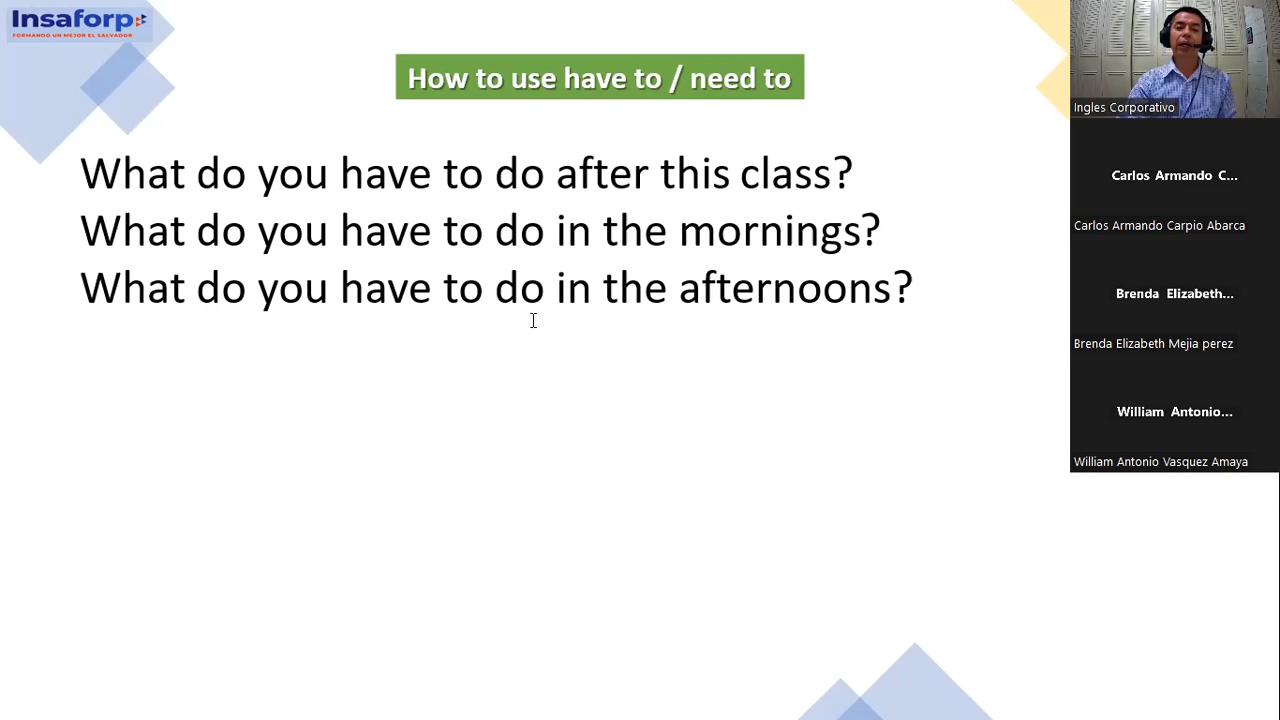 Insaforp
FORMANDO UN MEJOR EL SALVADOR
How to use have to / need to
What do you have to do after this class?
What do you have to do in the mornings?
What do you have to do in the afternoons?
Ingles Corporativo
Carlos Armando C...
Carlos Armando Carpio Abarca
Brenda Elizabeth...
Brenda Elizabeth Mejia perez
William Antonio...
William Antonio Vasquez Amaya